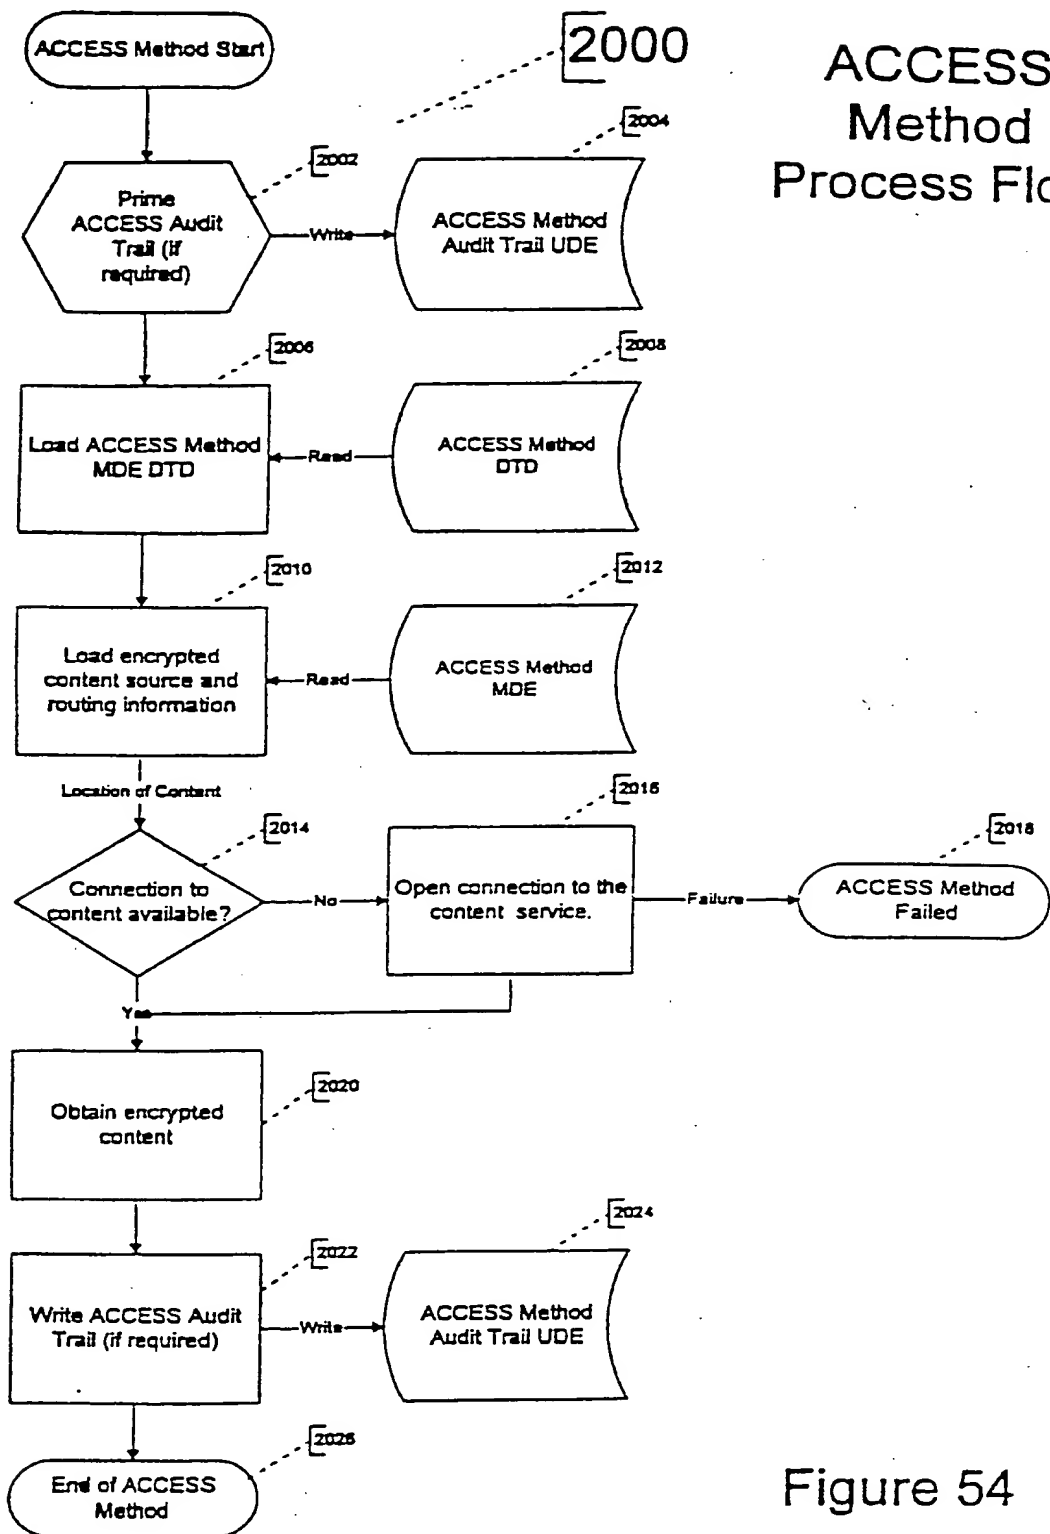 ACCESS Method Start
2000
ACCESS
Method
Process Flo
2002
2004
Prime
ACCESS Audit
Trail (if
required)
Write
ACCESS Method
Audit Trail UDE
2006
2008
Load ACCESS Method
MDE DTD
Read
ACCESS Method
DTD
2010
2012
Load encrypted
content source and
routing information
Read
ACCESS Method
MDE
Location of Content
2014
2016
2018
Connection to
content available?
No
Open connection to the
content service.
Failure
ACCESS Method
Failed
Yes
2020
Obtain encrypted
content
2022
2024
Write ACCESS Audit
Trail (if required)
Write
ACCESS Method
Audit Trail UDE
2026
End of ACCESS
Method
Figure 54